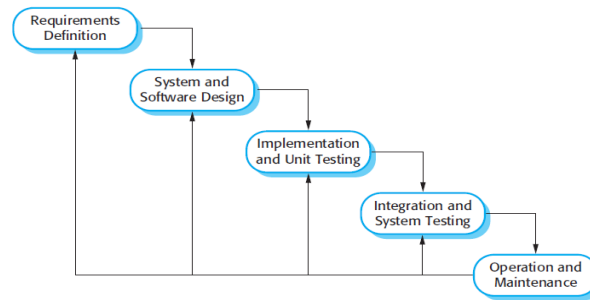 Requirements
Definition
System and
Software Design
Implementation
and Unit Testing
Integration and
System Testing
Operation and
Maintenance